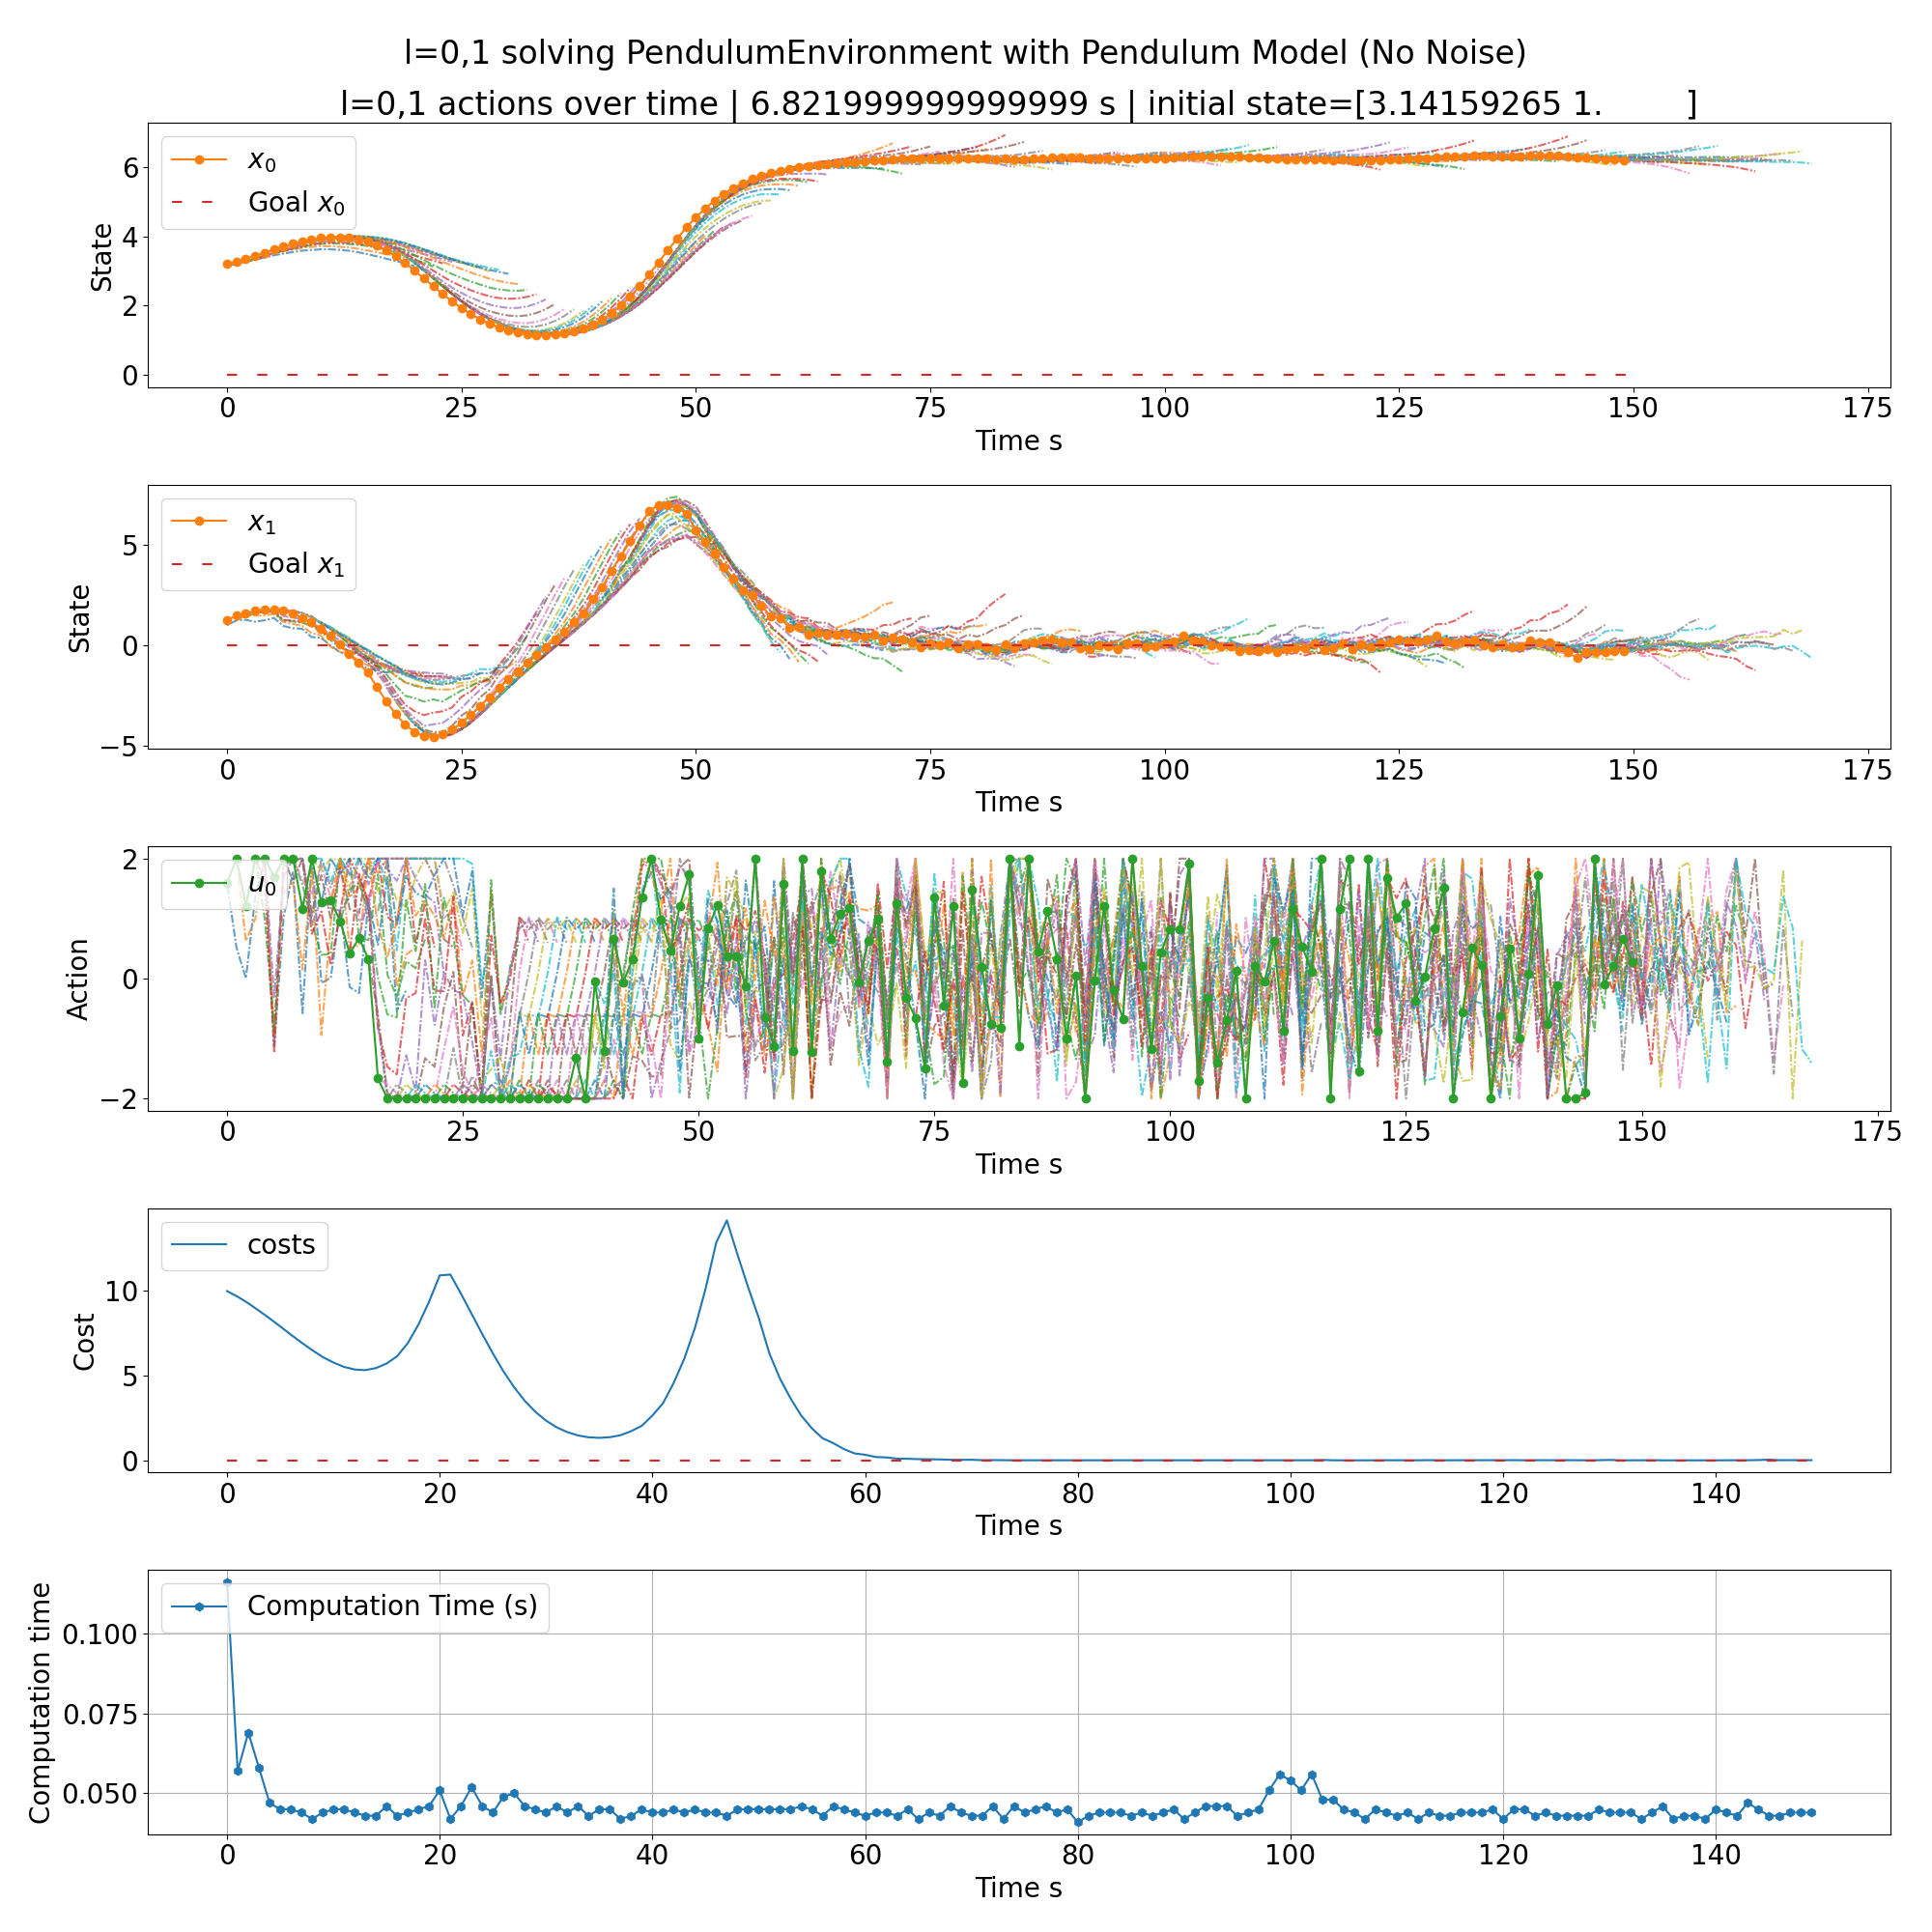 l=0,1 solving PendulumEnvironment with Pendulum Model (No Noise)
l=0,1 actions over time | 6.821999999999999 s | initial state=[3.14159265 1. ]
x0
Goal x0
State
6
4
2
0
0 25 50 75 100 125 150 175
Time s
x1
Goal x1
State
5
0
−5
0 25 50 75 100 125 150 175
Time s
u0
Action
2
0
−2
0 25 50 75 100 125 150 175
Time s
costs
Cost
10
5
0
0 20 40 60 80 100 120 140
Time s
Computation Time (s)
Computation time
0.100
0.075
0.050
0 20 40 60 80 100 120 140
Time s